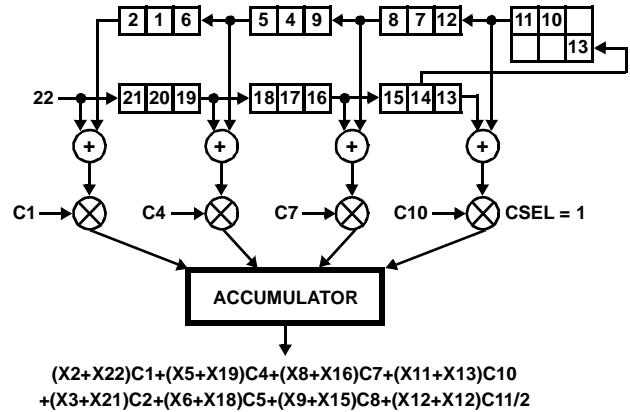 2 1 6 5 4 9 8 7 12 11 10
13
22 21 20 19 18 17 16 15 14 13
+ + + +
C1 C4 C7 C10 CSEL = 1
ACCUMULATOR
(X2+X22)C1+(X5+X19)C4+(X8+X16)C7+(X11+X13)C10
+(X3+X21)C2+(X6+X18)C5+(X9+X15)C8+(X12+X12)C11/2